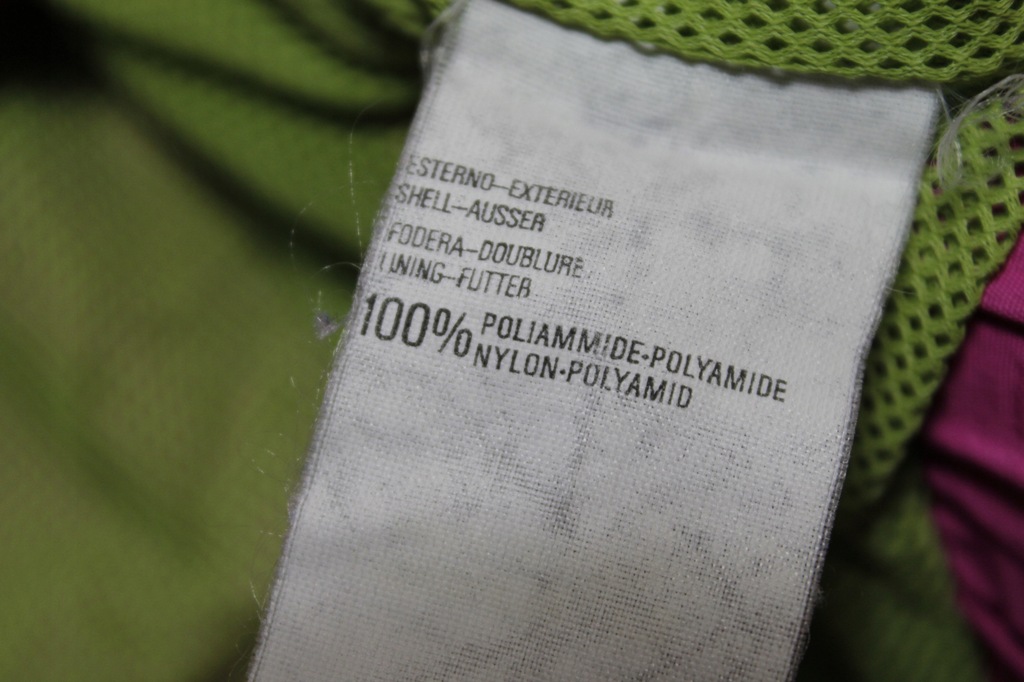 ESTERNO-EXTERIEUR
SHELL-AUSSER
FODERA-DOUBLURE
LINING-FUTTER
100% POLIAMMIDE-POLYAMIDE
NYLON-POLYAMID